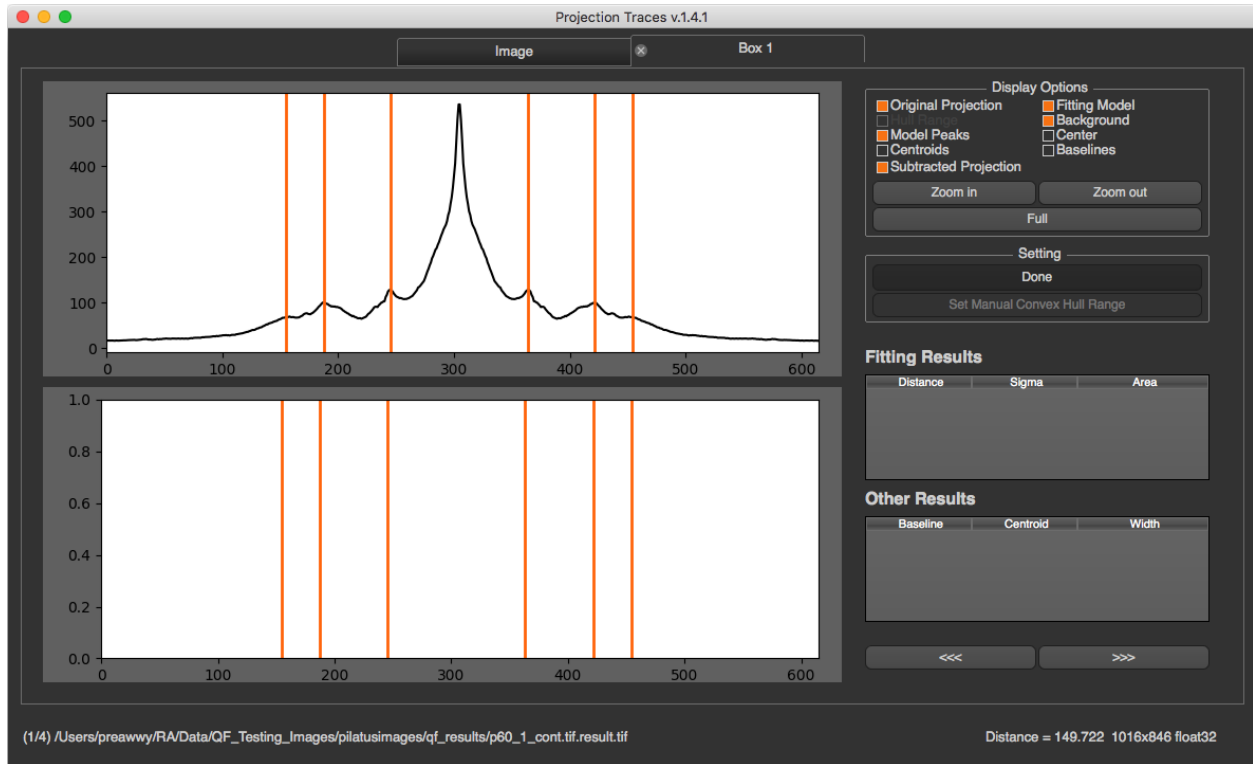 Projection Traces v.1.4.1
Image
Box 1
500
400
300
200
100
0
0 100 200 300 400 500 600
1.0
0.8
0.6
0.4
0.2
0.0
0 100 200 300 400 500 600
Display Options
Original Projection Fitting Model
Hull Range Background
Model Peaks Center
Centroids Baselines
Subtracted Projection
Zoom in Zoom out
Full
Setting
Done
Set Manual Convex Hull Range
Fitting Results
Distance Sigma Area
Other Results
Baseline Centroid Width
<<< >>>
(1/4) /Users/preawwy/RA/Data/QF_Testing_Images/pilatusimages/qf_results/p60_1_cont.tif.result.tif
Distance = 149.722 1016x846 float32